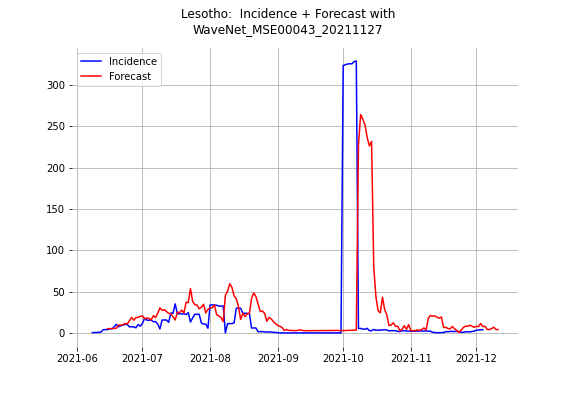 Lesotho:  Incidence + Forecast with
WaveNet_MSE00043_20211127
Incidence
Forecast
300
250
200
150
100
50
0
2021-06 2021-07 2021-08 2021-09 2021-10 2021-11 2021-12